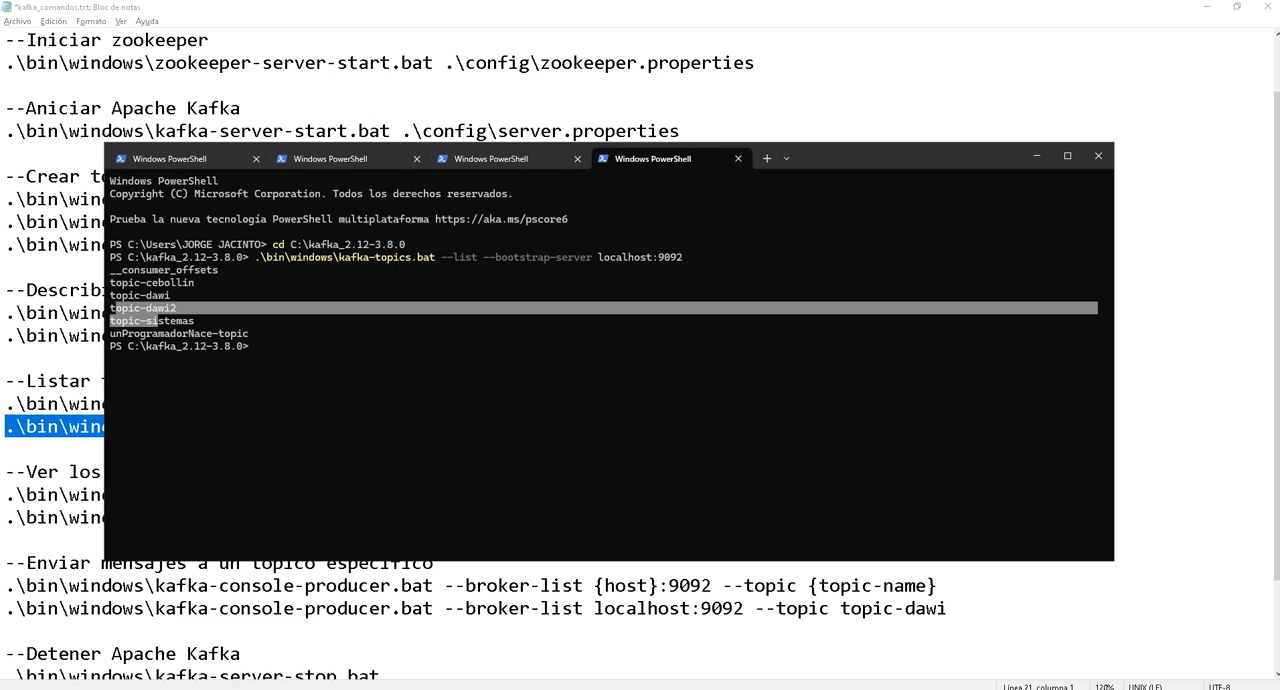 *kafka_comandos.txt: Bloc de notas
Archivo Edición Formato Ver Ayuda
--Iniciar zookeeper
.\bin\windows\zookeeper-server-start.bat .\config\zookeeper.properties
--Aniciar Apache Kafka
.\bin\windows\kafka-server-start.bat .\config\server.properties
Windows PowerShell Windows PowerShell Windows PowerShell Windows PowerShell
Windows PowerShell
Copyright (C) Microsoft Corporation. Todos los derechos reservados.
Prueba la nueva tecnología PowerShell multiplataforma https://aka.ms/pscore6
PS C:\Users\JORGE JACINTO> cd C:\kafka_2.12-3.8.0
PS C:\kafka_2.12-3.8.0> .\bin\windows\kafka-topics.bat --list --bootstrap-server localhost:9092
__consumer_offsets
topic-cebollin
topic-dawi
topic-dawi2
topic-sistemas
unProgramadorNace-topic
PS C:\kafka_2.12-3.8.0>
--Crear t
.\bin\win
.\bin\win
.\bin\win
--Describi
.\bin\win
.\bin\win
--Listar
.\bin\win
.\bin\win
--Ver los
.\bin\win
.\bin\win
--Enviar mensajes a un tópico específico
.\bin\windows\kafka-console-producer.bat --broker-list {host}:9092 --topic {topic-name}
.\bin\windows\kafka-console-producer.bat --broker-list localhost:9092 --topic topic-dawi
--Detener Apache Kafka
.\bin\windows\kafka-server-stop.bat
Línea 21, columna 1 120% UNIX (LF) UTF-8